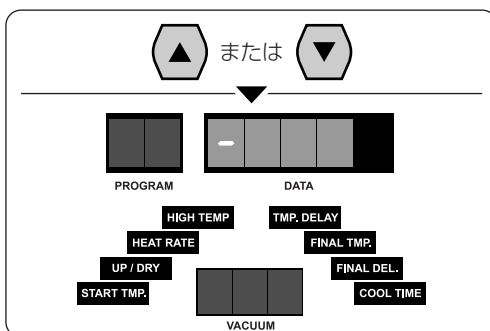 ▲ または ▼
-
PROGRAM DATA
HIGH TEMP TMP. DELAY
HEAT RATE FINAL TMP.
UP / DRY FINAL DEL.
START TMP. COOL TIME
VACUUM